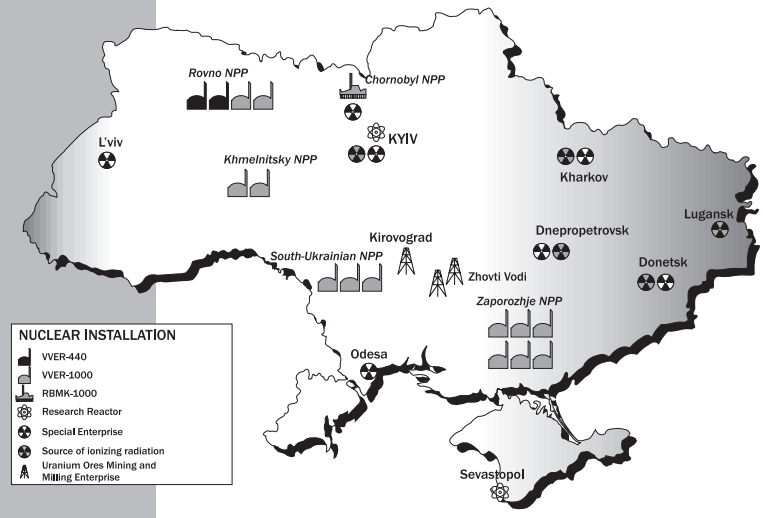 Rovno NPP
Chornobyl NPP
KYIV
L'viv
Khmelnitsky NPP
Kharkov
Lugansk
Dnepropetrovsk
Kirovograd
South-Ukrainian NPP
Donetsk
Zhovti Vodi
Zaporozhje NPP
Odesa
Sevastopol
NUCLEAR INSTALLATION
VVER-440
VVER-1000
RBMK-1000
Research Reactor
Special Enterprise
Source of ionizing radiation
Uranium Ores Mining and
Milling Enterprise